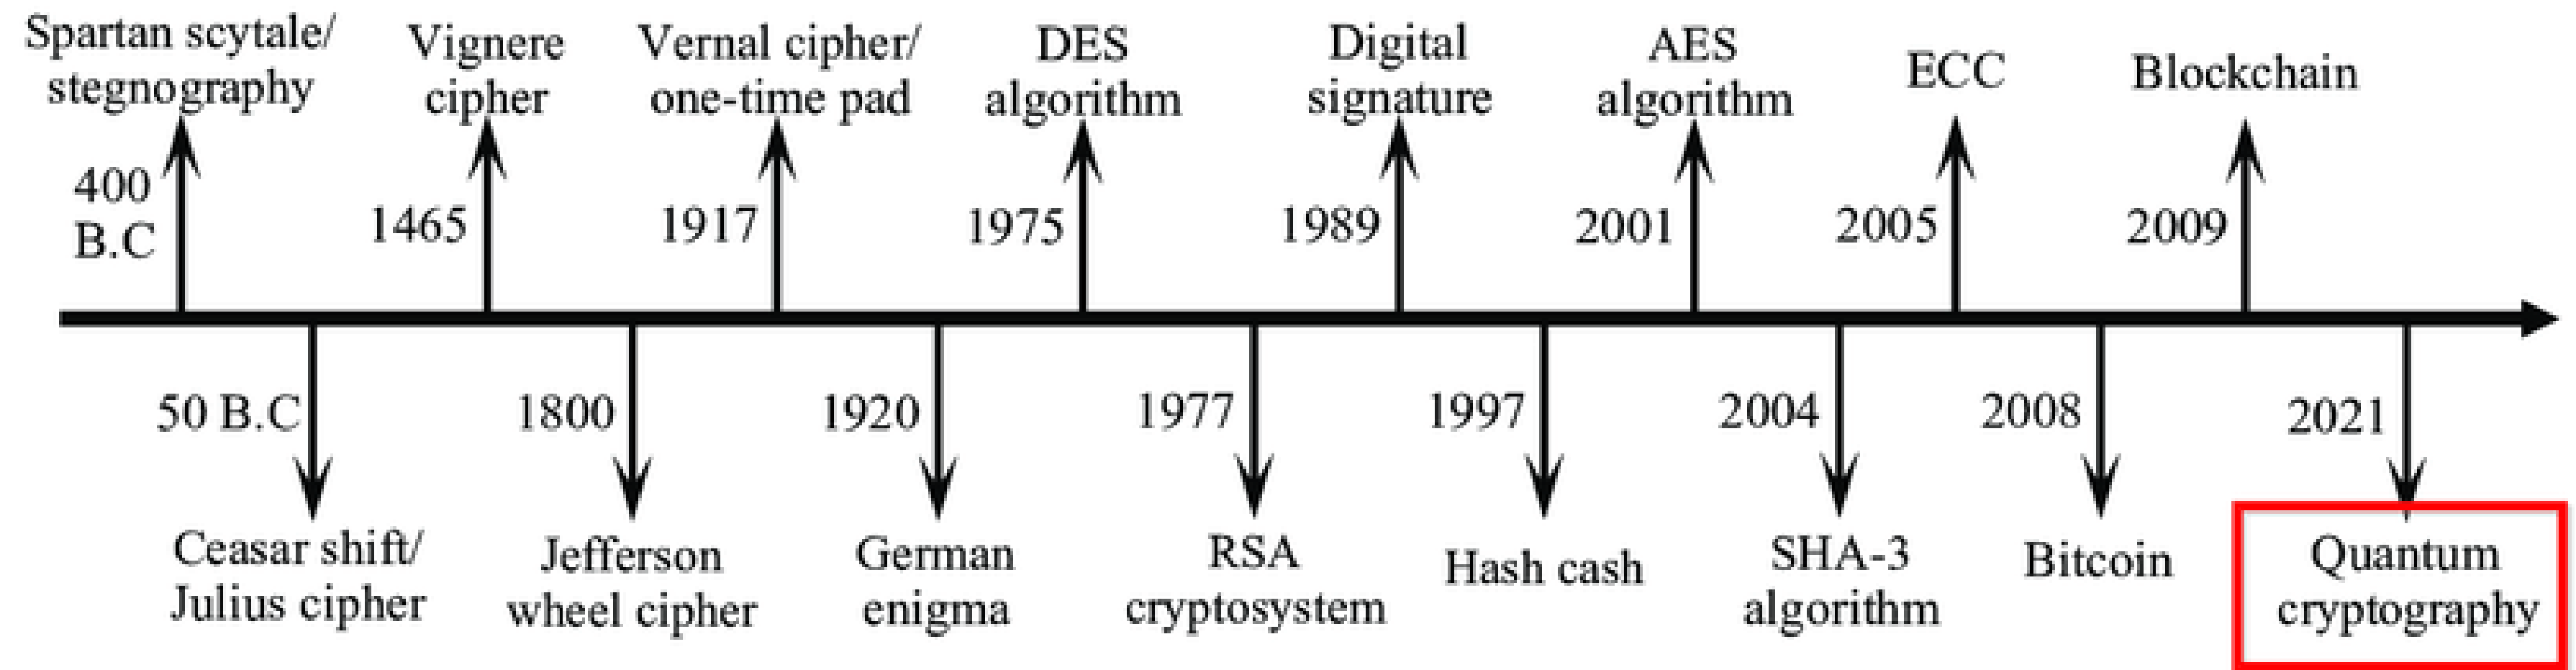 Spartan scytale/
stegnography
Vignere
cipher
Vernal cipher/
one-time pad
DES
algorithm
Digital
signature
AES
algorithm
ECC
Blockchain
400
B.C
1465
1917
1975
1989
2001
2005
2009
50 B.C
1800
1920
1977
1997
2004
2008
2021
Ceasar shift/
Julius cipher
Jefferson
wheel cipher
German
enigma
RSA
cryptosystem
Hash cash
SHA-3
algorithm
Bitcoin
Quantum
cryptography